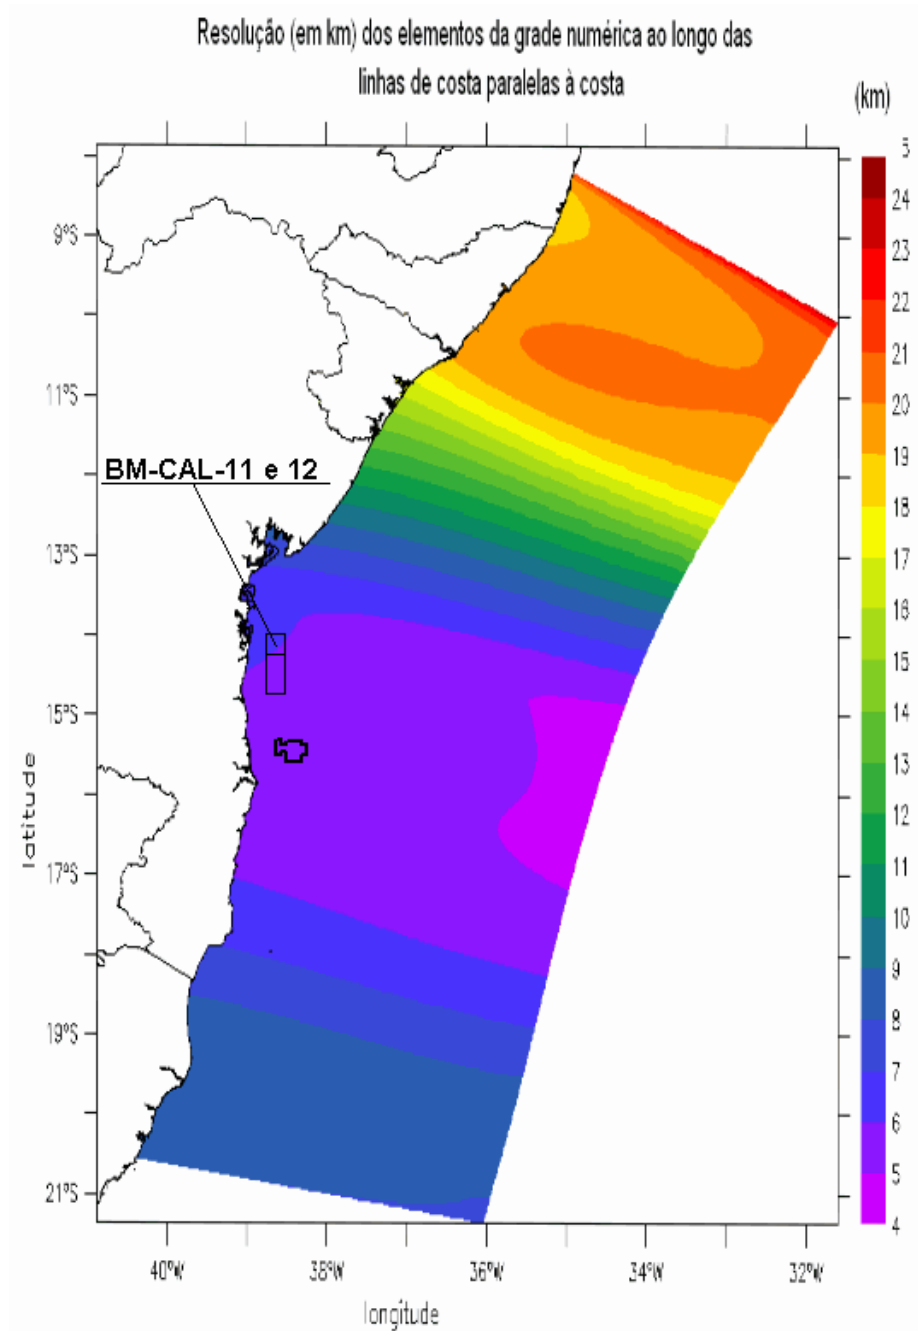 Resolução (em km) dos elementos da grade numérica ao longo das
linhas de costa paralelas à costa
(km)
5
24
23
22
21
20
19
18
17
16
15
14
13
12
11
10
9
8
7
6
5
4
9°S
11°S
13°S
15°S
17°S
19°S
21°S
latitude
BM-CAL-11 e 12
40°W
38°W
36°W
34°W
32°W
longitude